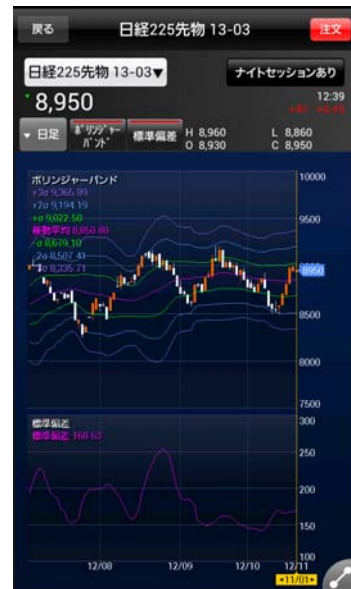 戻る
日経225先物 13-03
注文
日経225先物 13-03▼
ナイトセッションあり
8,950
12:39
▼ 日足
ボリンジャーバンド
標準偏差
H 8,960
L 8,860
O 8,930
C 8,950
ボリンジャーバンド
+3σ 9,365.89
+2σ 9,194.19
+σ 9,022.50
移動平均 8,850.80
-σ 8,679.10
-2σ 8,507.41
-3σ 8,335.71
10000
9500
8950
8500
8000
7500
標準偏差
標準偏差 168.63
300
250
200
150
100
12/08
12/09
12/10
12/11
11/01